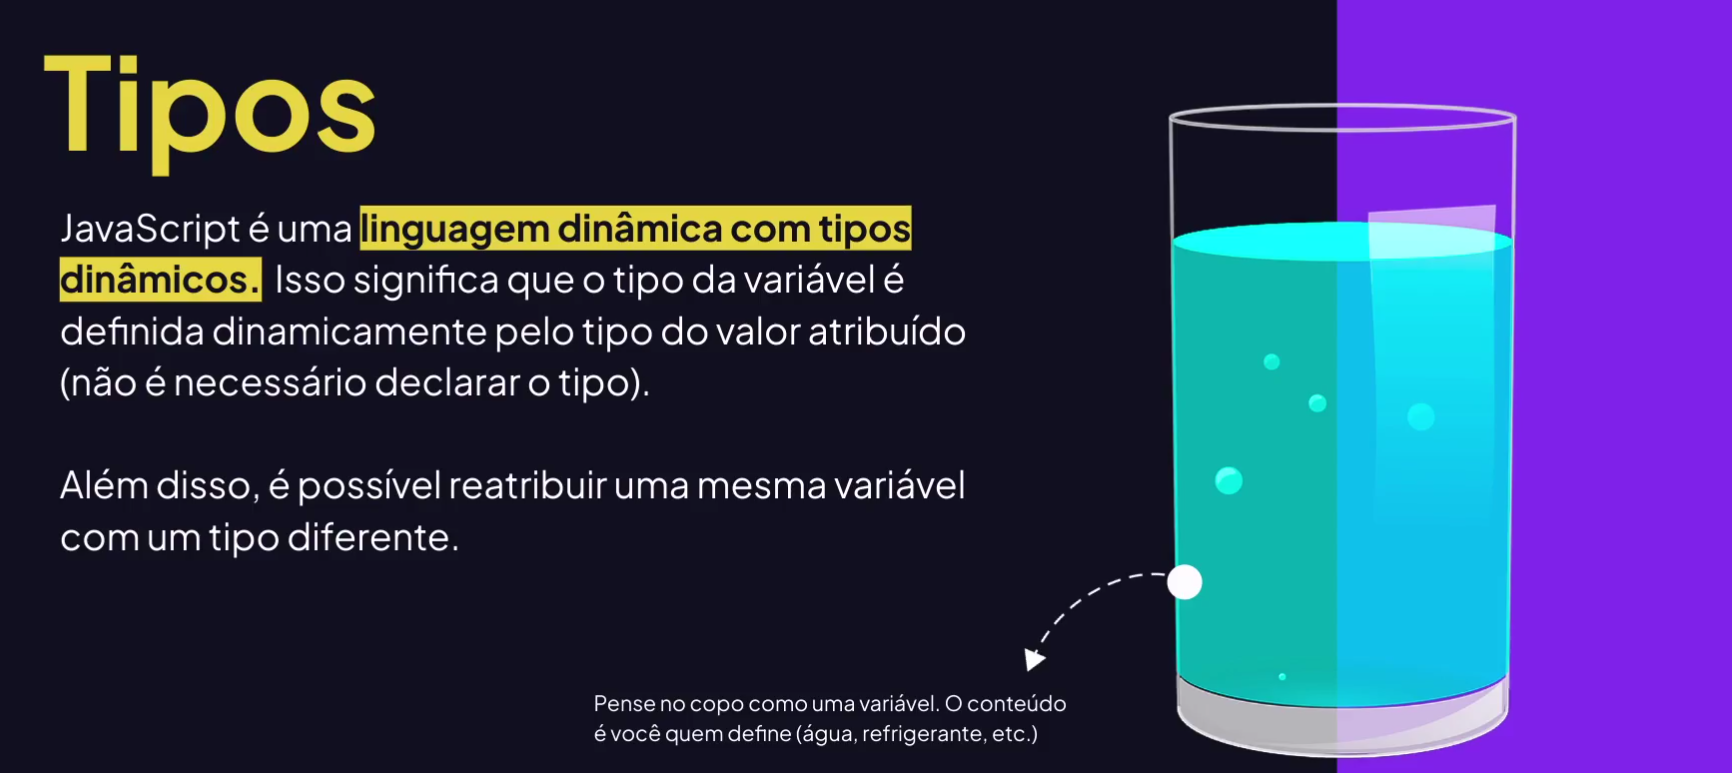 Tipos
JavaScript é uma linguagem dinâmica com tipos
dinâmicos. Isso significa que o tipo da variável é
definida dinamicamente pelo tipo do valor atribuído
(não é necessário declarar o tipo).
Além disso, é possível reatribuir uma mesma variável
com um tipo diferente.
Pense no copo como uma variável. O conteúdo
é você quem define (água, refrigerante, etc.)